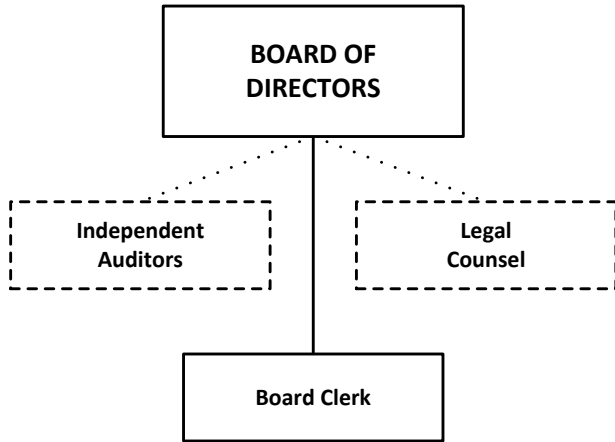 BOARD OF
DIRECTORS
Independent
Auditors
Legal
Counsel
Board Clerk